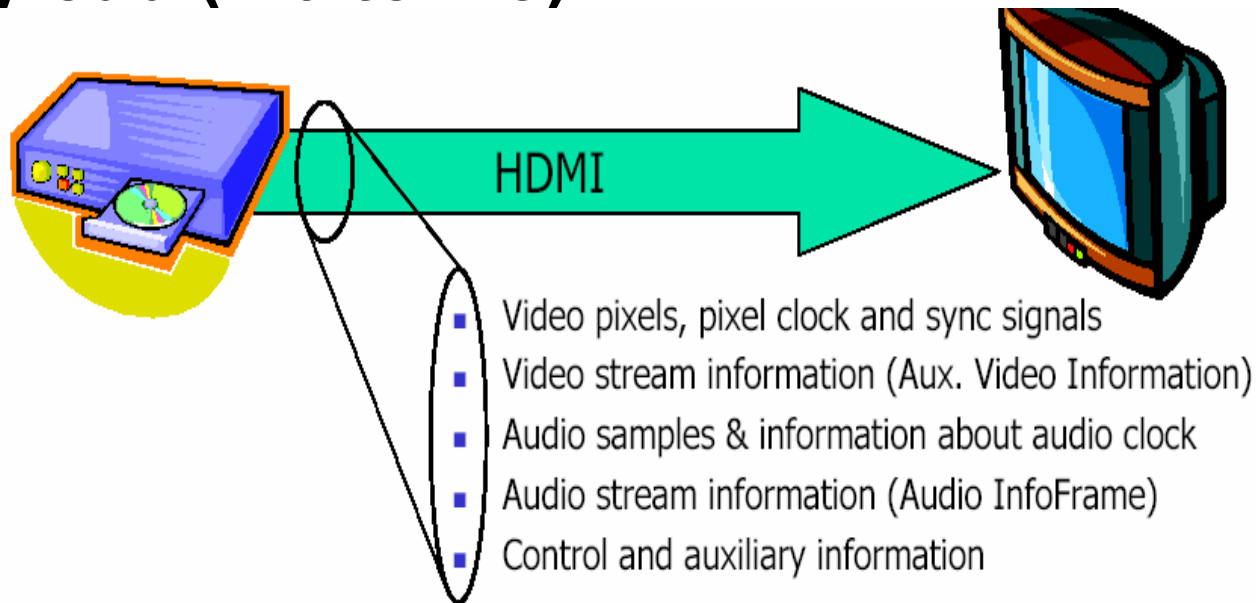 HDMI
▪ Video pixels, pixel clock and sync signals
▪ Video stream information (Aux. Video Information)
▪ Audio samples & information about audio clock
▪ Audio stream information (Audio InfoFrame)
▪ Control and auxiliary information